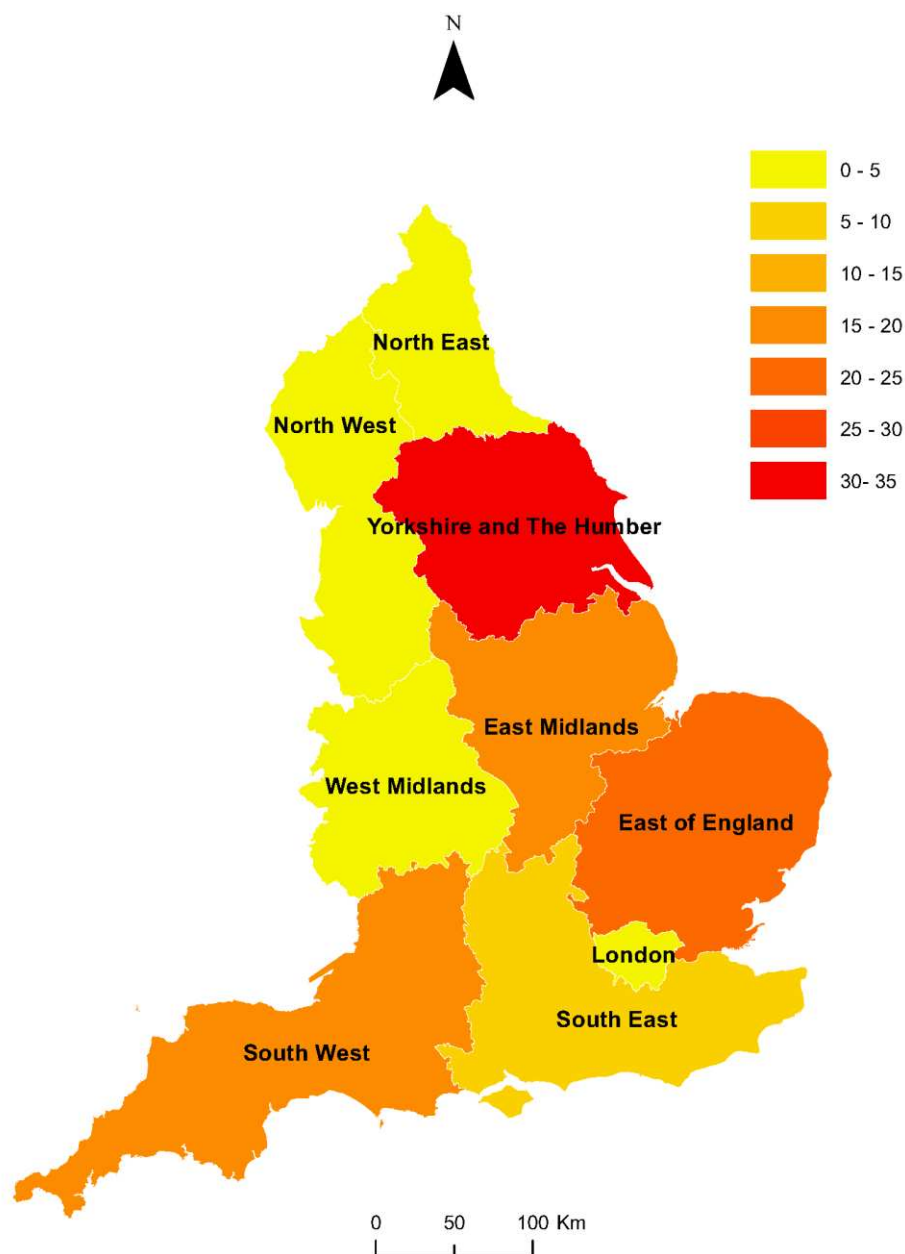 N
0 - 5
5 - 10
10 - 15
15 - 20
20 - 25
25 - 30
30- 35
North East
North West
Yorkshire and The Humber
East Midlands
West Midlands
East of England
London
South East
South West
0 50 100 Km